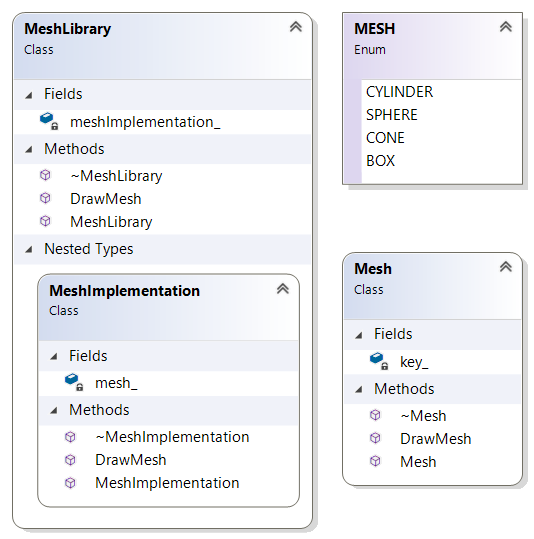 MeshLibrary
Class
Fields
meshImplementation_
Methods
~MeshLibrary
DrawMesh
MeshLibrary
Nested Types
MeshImplementation
Class
Fields
mesh_
Methods
~MeshImplementation
DrawMesh
MeshImplementation
MESH
Enum
CYLINDER
SPHERE
CONE
BOX
Mesh
Class
Fields
key_
Methods
~Mesh
DrawMesh
Mesh